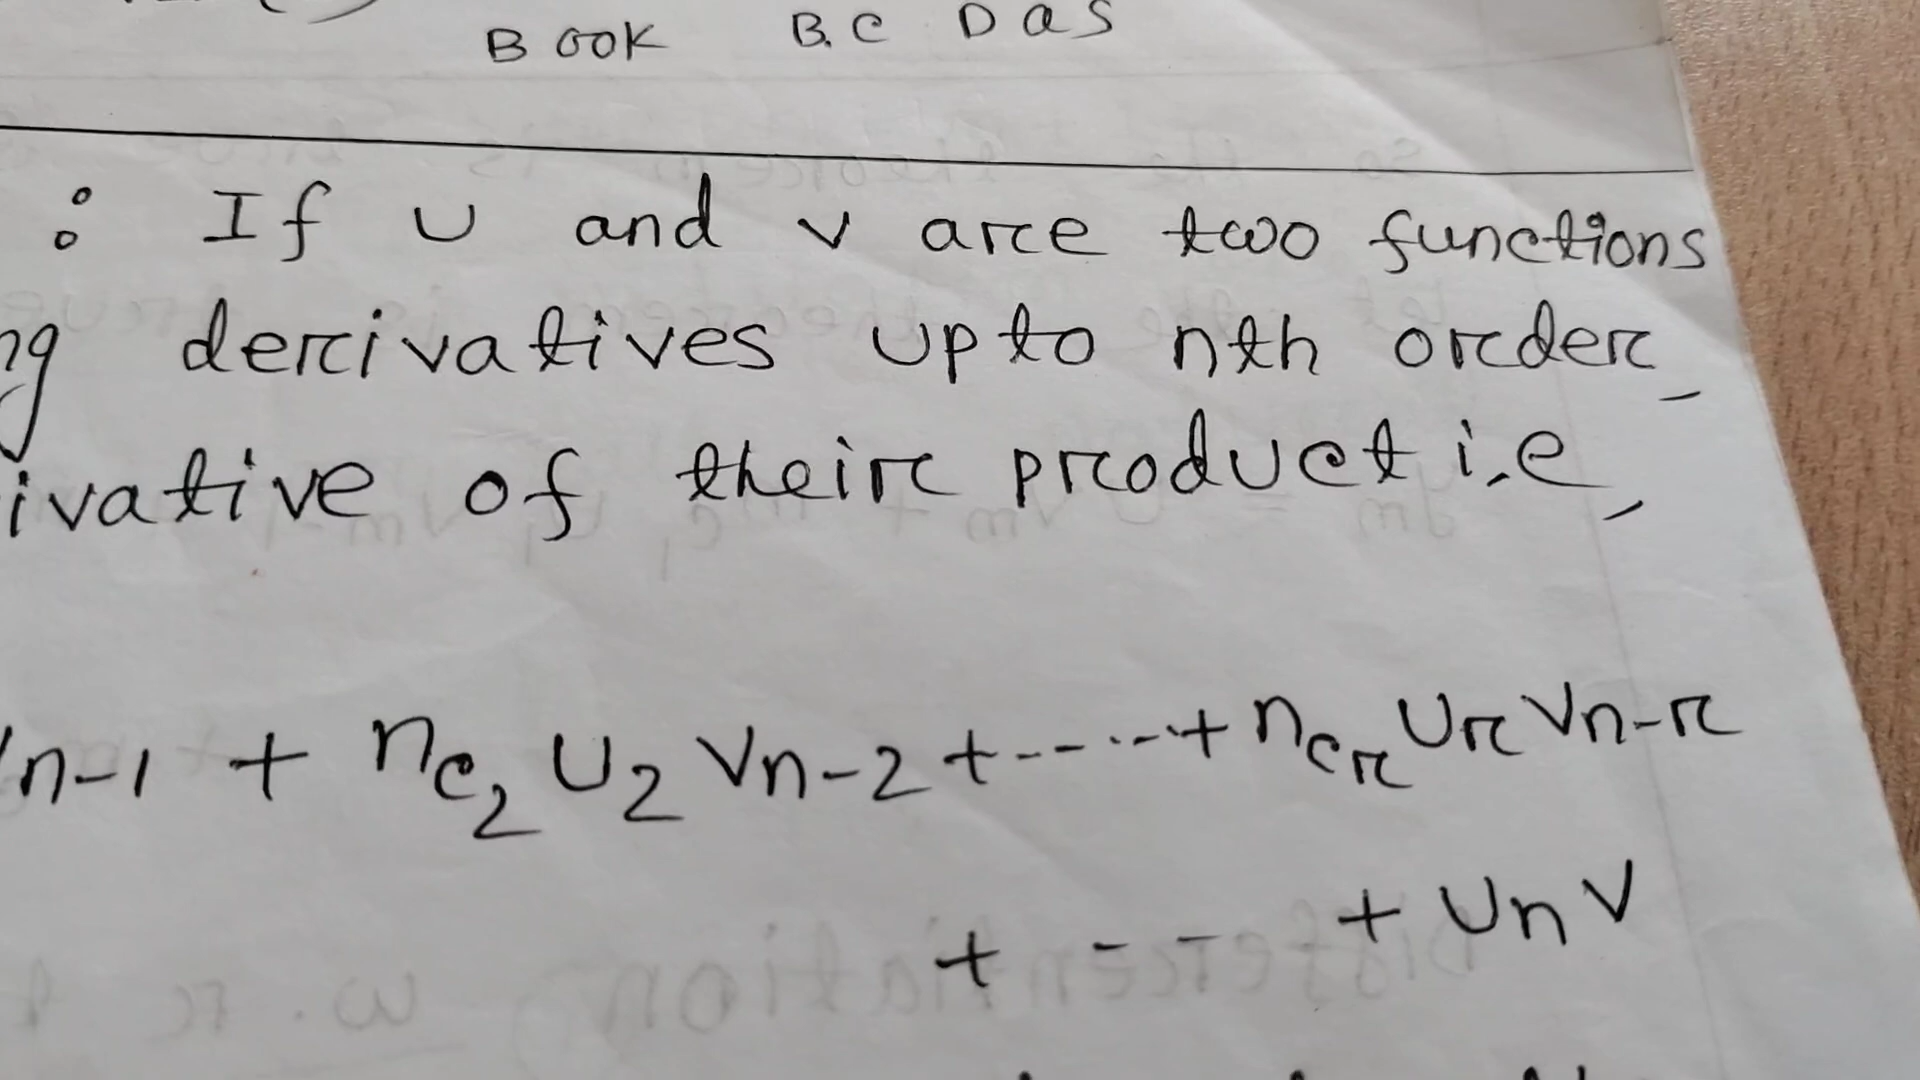 Book B.C Das
: If u and v are two functions
ng derivatives upto nth order,
ivative of their product i.e,
n-1 + nc₂ u₂ vn-2 + ----- + ncᵣ uᵣ vn-r
+ - - + uₙ v